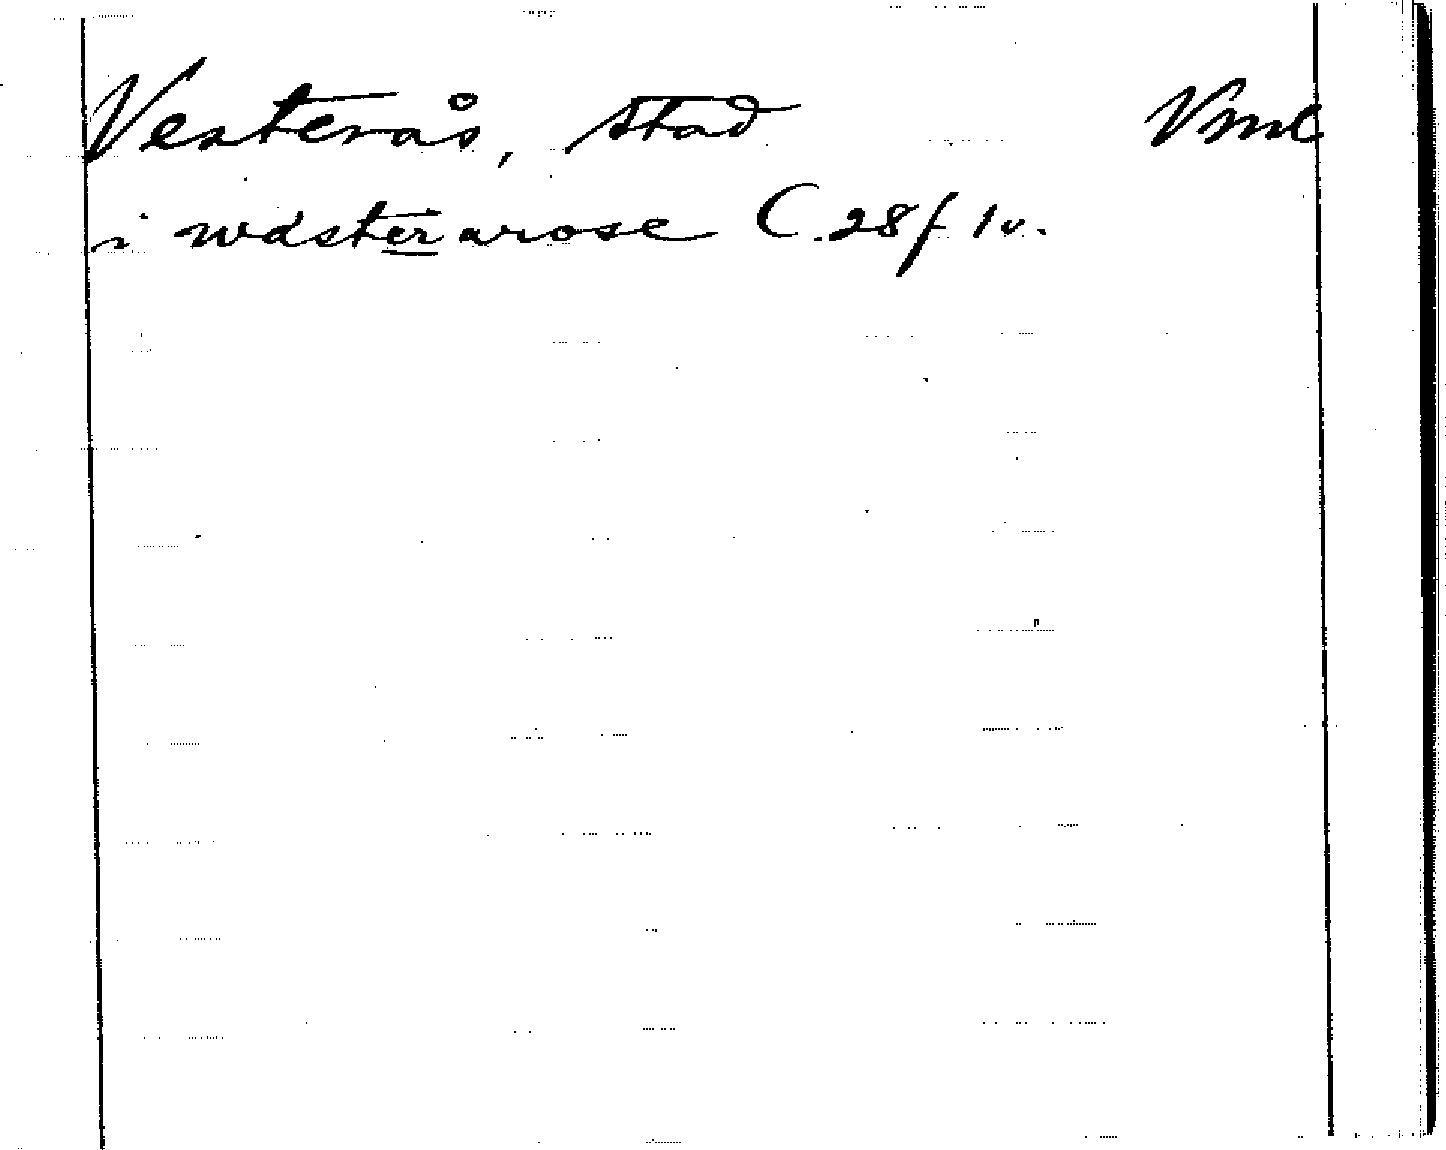 Vesterås, stad Vml
i wästerarose C.28 f 1v.